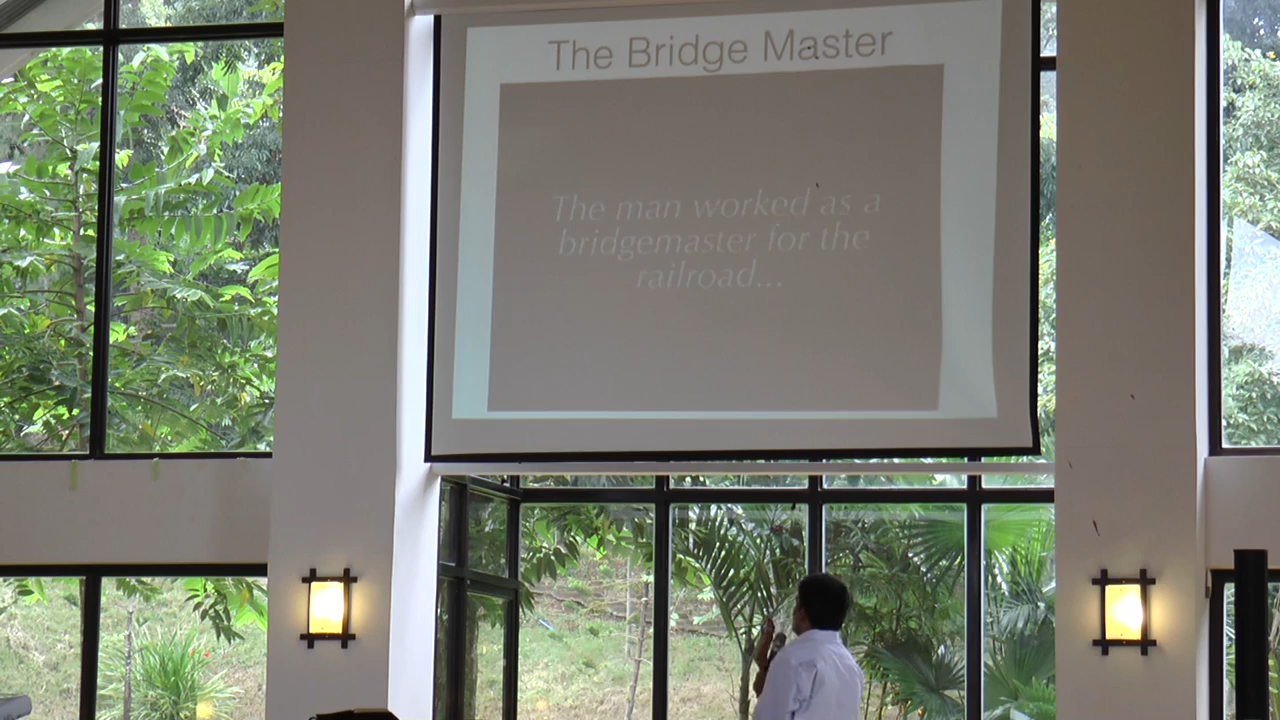 The Bridge Master
The man worked as a
bridgemaster for the
railroad...